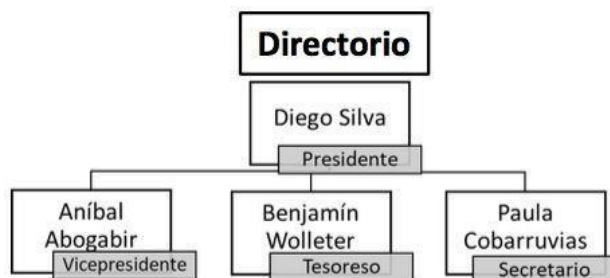 Directorio
Diego Silva
Presidente
Aníbal
Abogabir
Vicepresidente
Benjamín
Wolleter
Tesoreso
Paula
Cobarruvias
Secretario